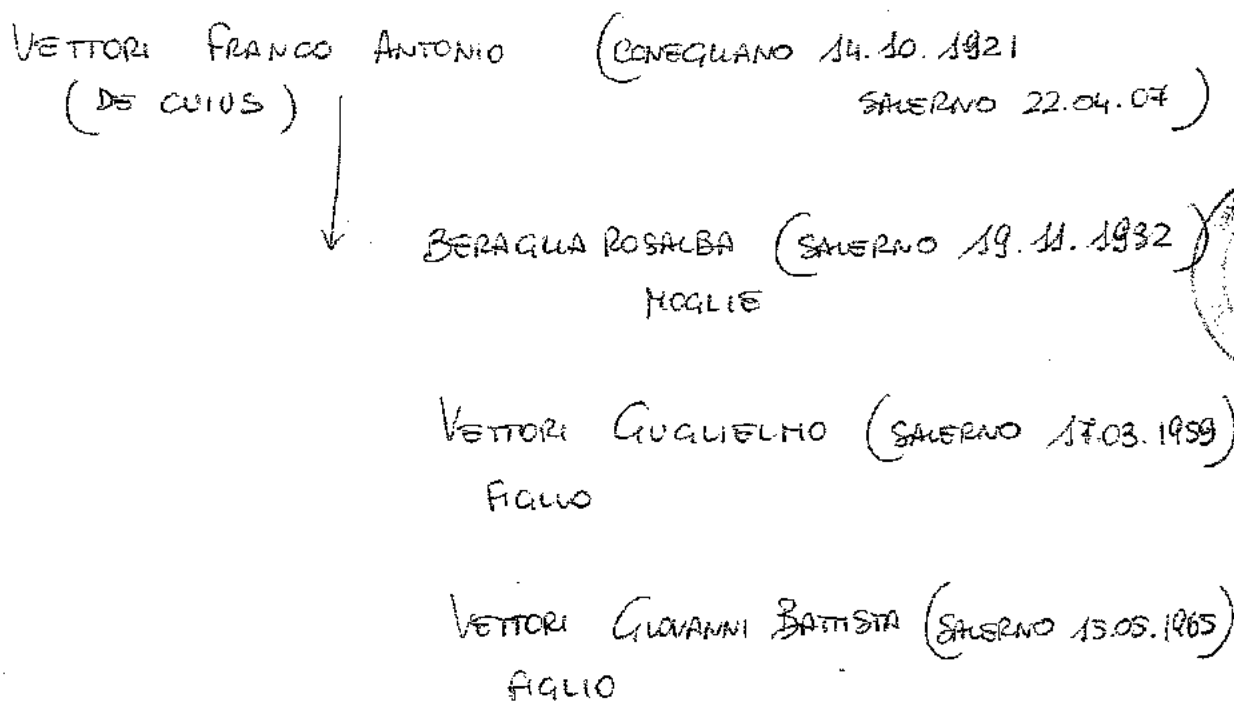 VETTORI FRANCO ANTONIO (CONEGLIANO 14.10.1921
(DE CUIUS) SALERNO 22.04.07)
BERAGLIA ROSALBA (SALERNO 19.11.1932)
MOGLIE
VETTORI GUGLIELMO (SALERNO 17.03.1959)
FIGLIO
VETTORI GIOVANNI BATTISTA (SALERNO 15.05.1965)
FIGLIO